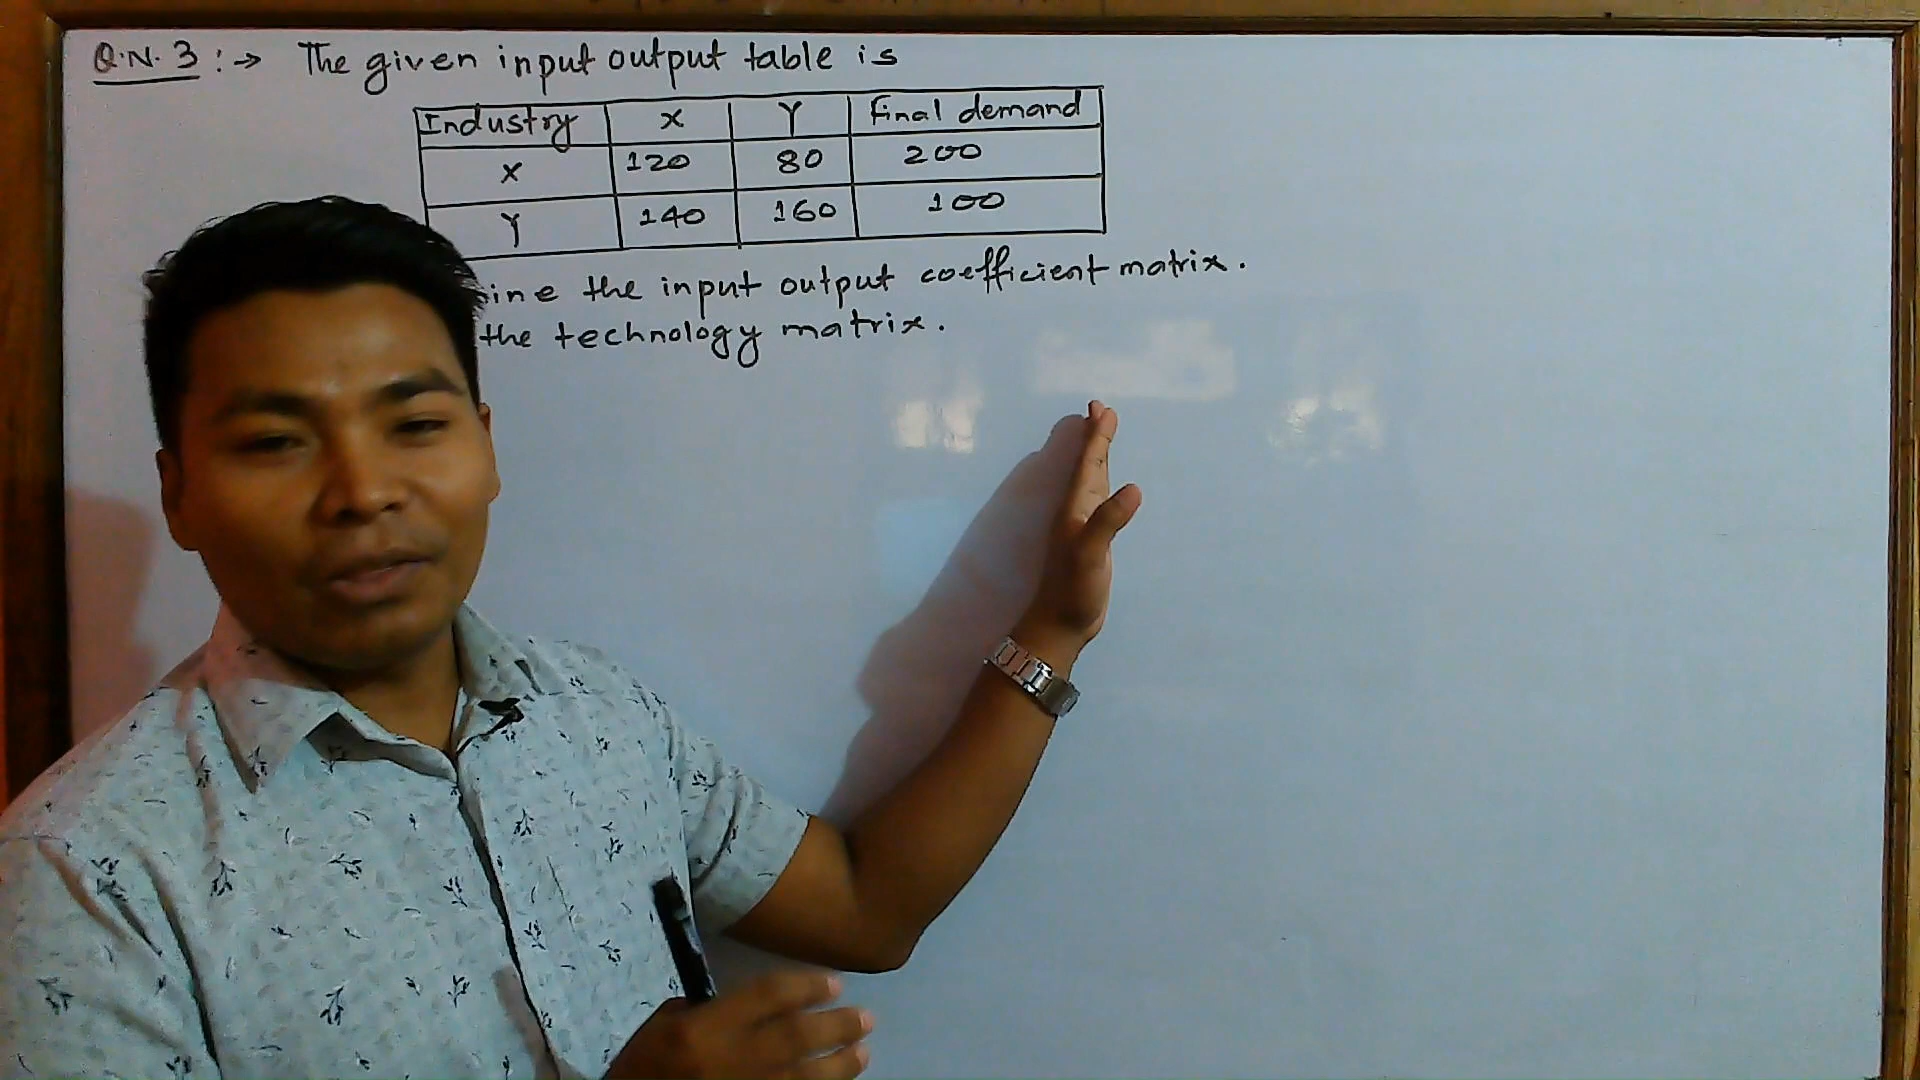 Q.N. 3 :→ The given input output table is
Industry X Y final demand
X 120 80 200
Y 140 160 100
the input output coefficient matrix.
the technology matrix.